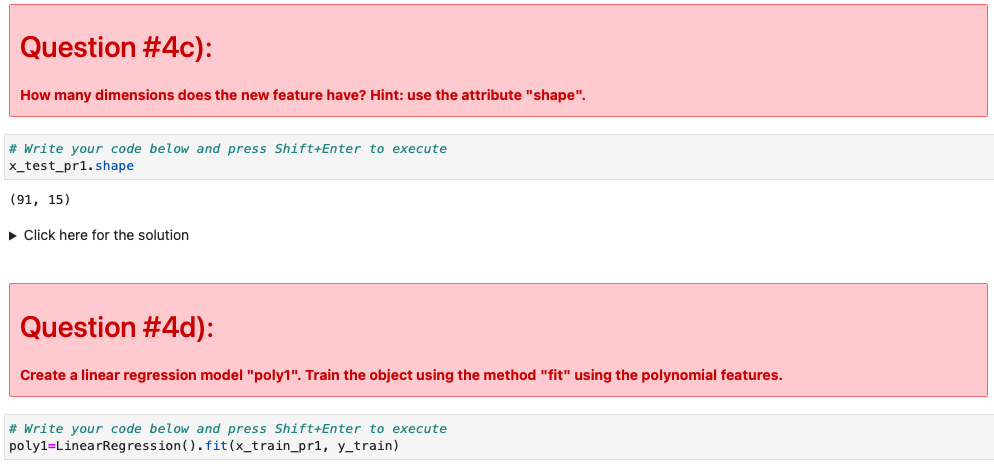 Question #4c):
How many dimensions does the new feature have? Hint: use the attribute "shape".
# Write your code below and press Shift+Enter to execute
x_test_pr1.shape
(91, 15)
Click here for the solution
Question #4d):
Create a linear regression model "poly1". Train the object using the method "fit" using the polynomial features.
# Write your code below and press Shift+Enter to execute
poly1=LinearRegression().fit(x_train_pr1, y_train)